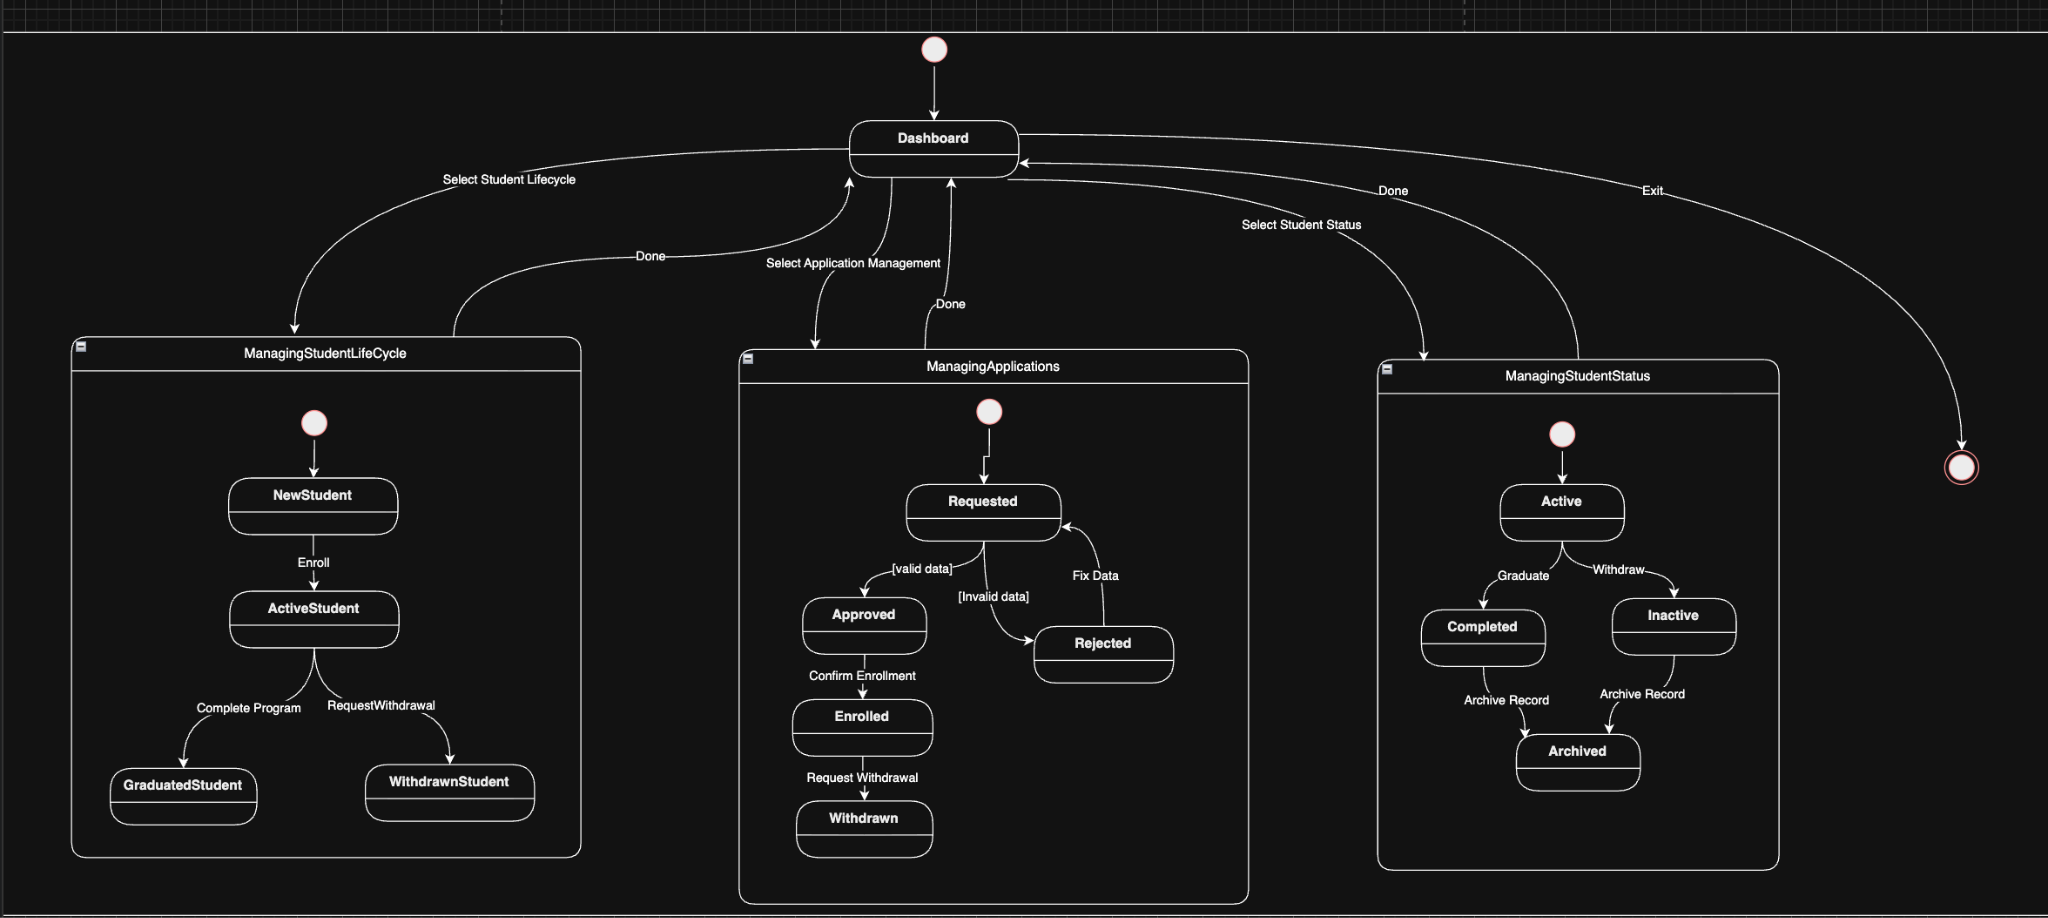 Dashboard
Select Student Lifecycle
Done
Exit
Select Student Status
Done
Select Application Management
Done
ManagingStudentLifeCycle
NewStudent
Enroll
ActiveStudent
Complete Program
RequestWithdrawal
GraduatedStudent
WithdrawnStudent
ManagingApplications
Requested
[valid data]
[Invalid data]
Fix Data
Approved
Rejected
Confirm Enrollment
Enrolled
Request Withdrawal
Withdrawn
ManagingStudentStatus
Active
Graduate
Withdraw
Completed
Inactive
Archive Record
Archive Record
Archived